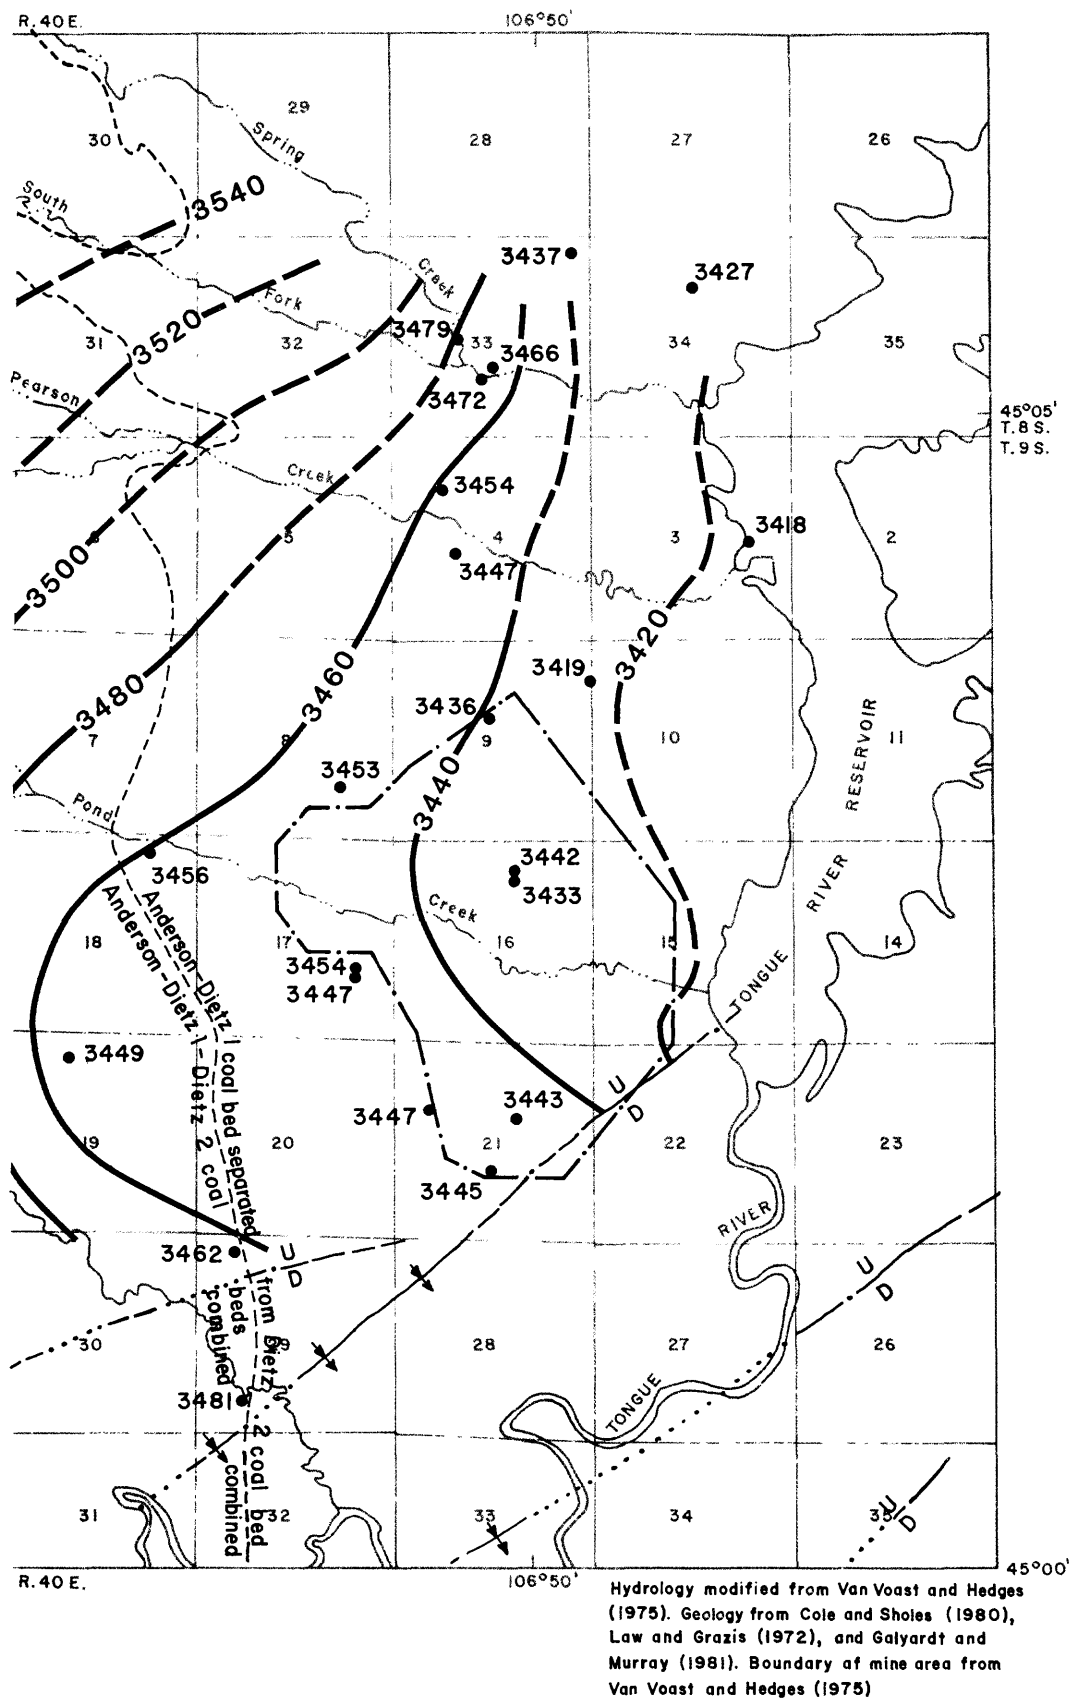 R. 40 E.
106°50'
29
30
28
27
26
Spring
South
3540
3437
3427
Creek
Fork
3520
3479
31
32
33
34
35
3466
Pearson
3472
45°05'
T. 8 S.
T. 9 S.
Creek
3454
3418
6
5
4
3
2
3447
3500
3420
3419
3460
3480
3436
7
8
9
10
11
RESERVOIR
3453
3440
Pond
3442
3456
3433
RIVER
Creek
Anderson-Dietz 1 coal bed separated
from Dietz 2 coal bed
Anderson-Dietz 1-Dietz 2 coal
beds
combined
combined
18
17
16
15
14
3454
3447
TONGUE
3449
U
D
3447
3443
19
20
21
22
23
3445
RIVER
3462
U
D
U
D
30
29
28
27
26
3481
TONGUE
31
32
33
34
35
U
D
R. 40 E.
106°50'
45°00'
Hydrology modified from Van Voast and Hedges
(1975). Geology from Cole and Sholes (1980),
Law and Grazis (1972), and Galyardt and
Murray (1981). Boundary of mine area from
Van Voast and Hedges (1975)